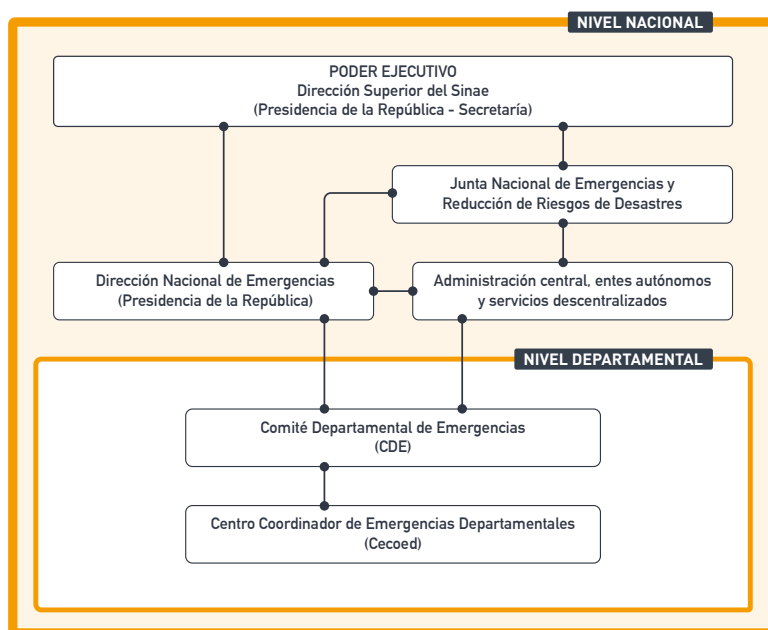 NIVEL NACIONAL
PODER EJECUTIVO
Dirección Superior del Sinae
(Presidencia de la República - Secretaría)
Junta Nacional de Emergencias y
Reducción de Riesgos de Desastres
Dirección Nacional de Emergencias
(Presidencia de la República)
Administración central, entes autónomos
y servicios descentralizados
NIVEL DEPARTAMENTAL
Comité Departamental de Emergencias
(CDE)
Centro Coordinador de Emergencias Departamentales
(Cecoed)